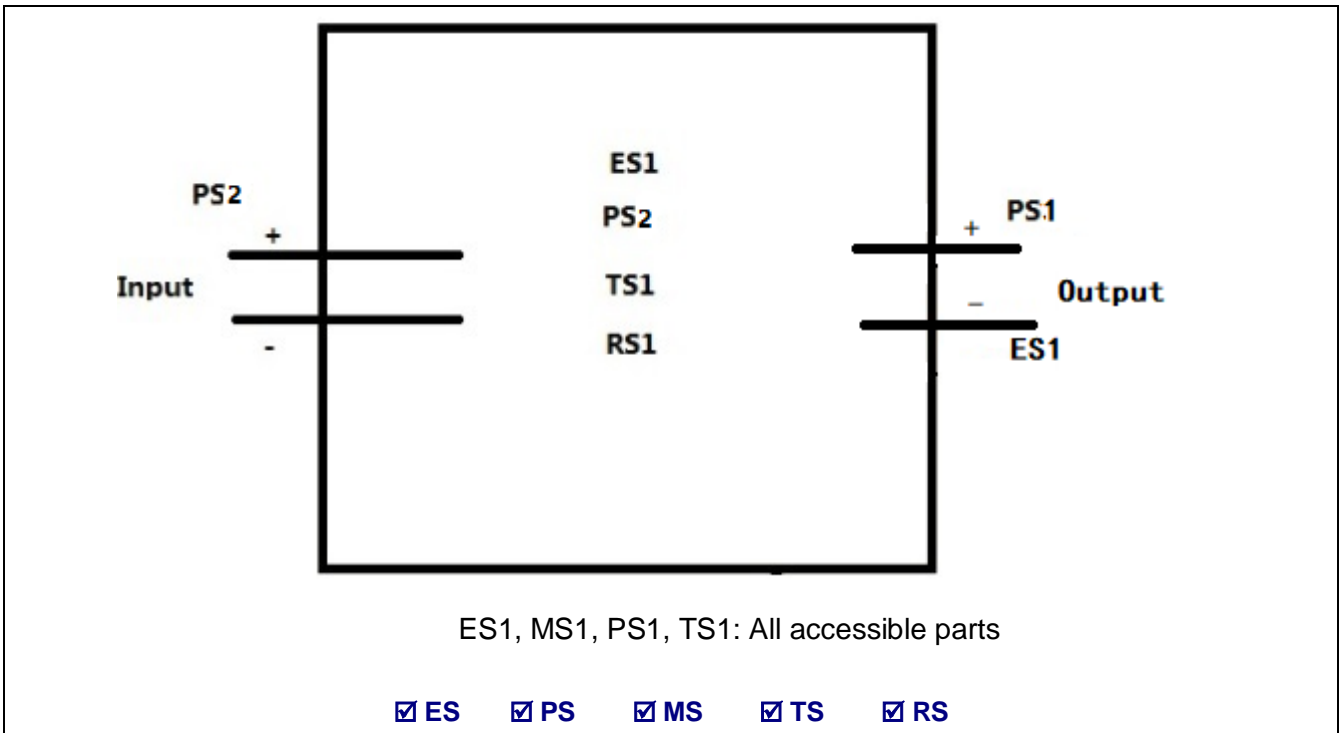 ES1
PS2
PS2
PS1
+
+
Input
TS1
–
Output
-
RS1
ES1
ES1, MS1, PS1, TS1: All accessible parts
☑ ES ☑ PS ☑ MS ☑ TS ☑ RS